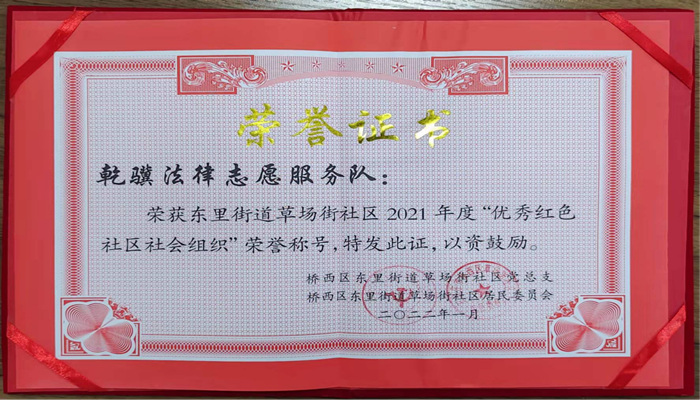 荣誉证书
乾骥法律志愿服务队：
荣获东里街道草场街社区2021年度“优秀红色
社区社会组织”荣誉称号，特发此证，以资鼓励。
桥西区东里街道草场街社区党总支
桥西区东里街道草场街社区居民委员会
二〇二二年一月